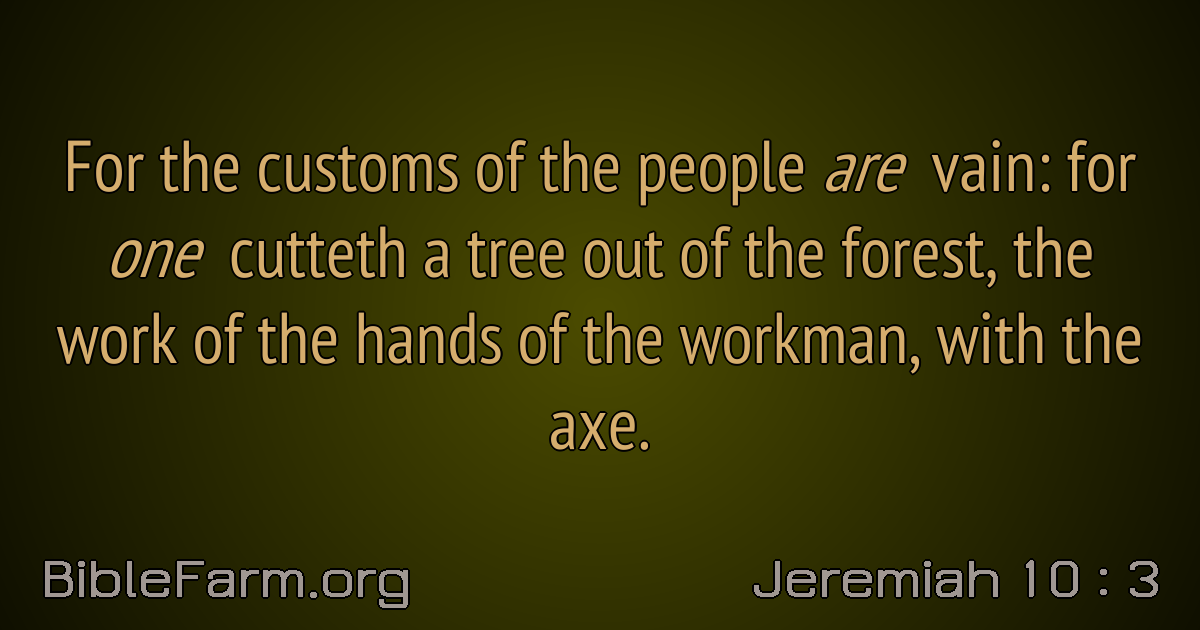 For the customs of the people are vain: for
one cutteth a tree out of the forest, the
work of the hands of the workman, with the
axe.
BibleFarm.org
Jeremiah 10 : 3